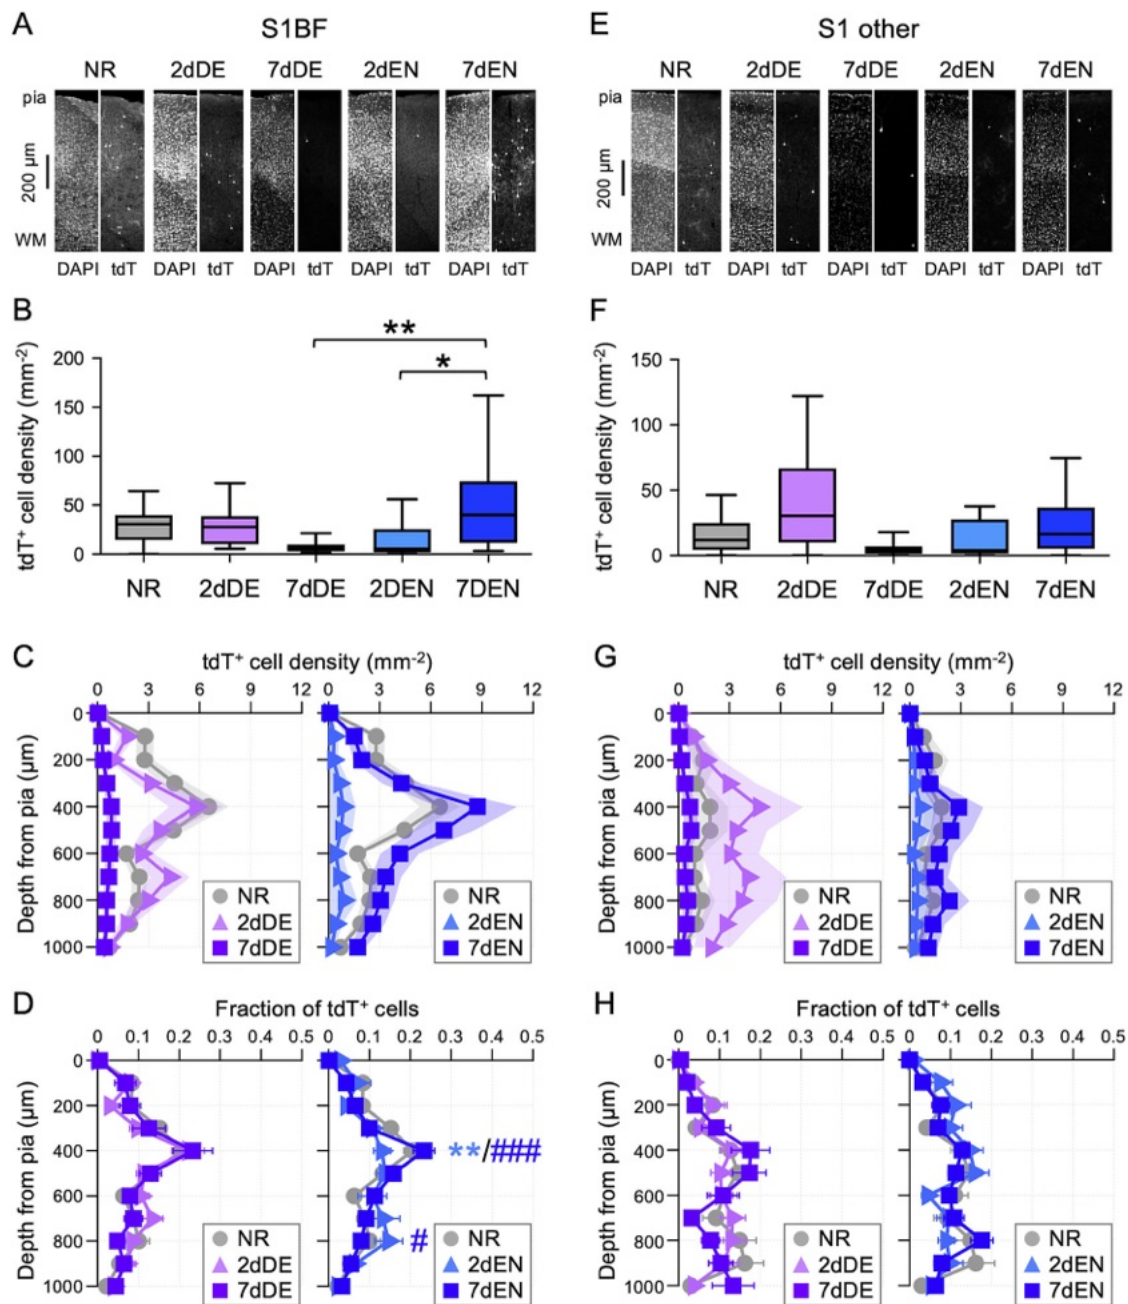 A
S1BF
NR 2dDE 7dDE 2dEN 7dEN
pia
200 μm
WM
DAPI tdT DAPI tdT DAPI tdT DAPI tdT DAPI tdT
E
S1 other
NR 2dDE 7dDE 2dEN 7dEN
pia
200 μm
WM
DAPI tdT DAPI tdT DAPI tdT DAPI tdT DAPI tdT
B
tdT⁺ cell density (mm⁻²)
200
150
100
50
0
**
*
NR 2dDE 7dDE 2DEN 7DEN
F
tdT⁺ cell density (mm⁻²)
150
100
50
0
NR 2dDE 7dDE 2dEN 7dEN
C
tdT⁺ cell density (mm⁻²)
0 3 6 9 12 0 3 6 9 12
Depth from pia (μm)
0
200
400
600
800
1000
NR
2dDE
7dDE
NR
2dEN
7dEN
G
tdT⁺ cell density (mm⁻²)
0 3 6 9 12 0 3 6 9 12
Depth from pia (μm)
0
200
400
600
800
1000
NR
2dDE
7dDE
NR
2dEN
7dEN
D
Fraction of tdT⁺ cells
0 0.1 0.2 0.3 0.4 0.5 0 0.1 0.2 0.3 0.4 0.5
Depth from pia (μm)
0
200
400
600
800
1000
NR
2dDE
7dDE
**/###
#
NR
2dEN
7dEN
H
Fraction of tdT⁺ cells
0 0.1 0.2 0.3 0.4 0.5 0 0.1 0.2 0.3 0.4 0.5
Depth from pia (μm)
0
200
400
600
800
1000
NR
2dDE
7dDE
NR
2dEN
7dEN